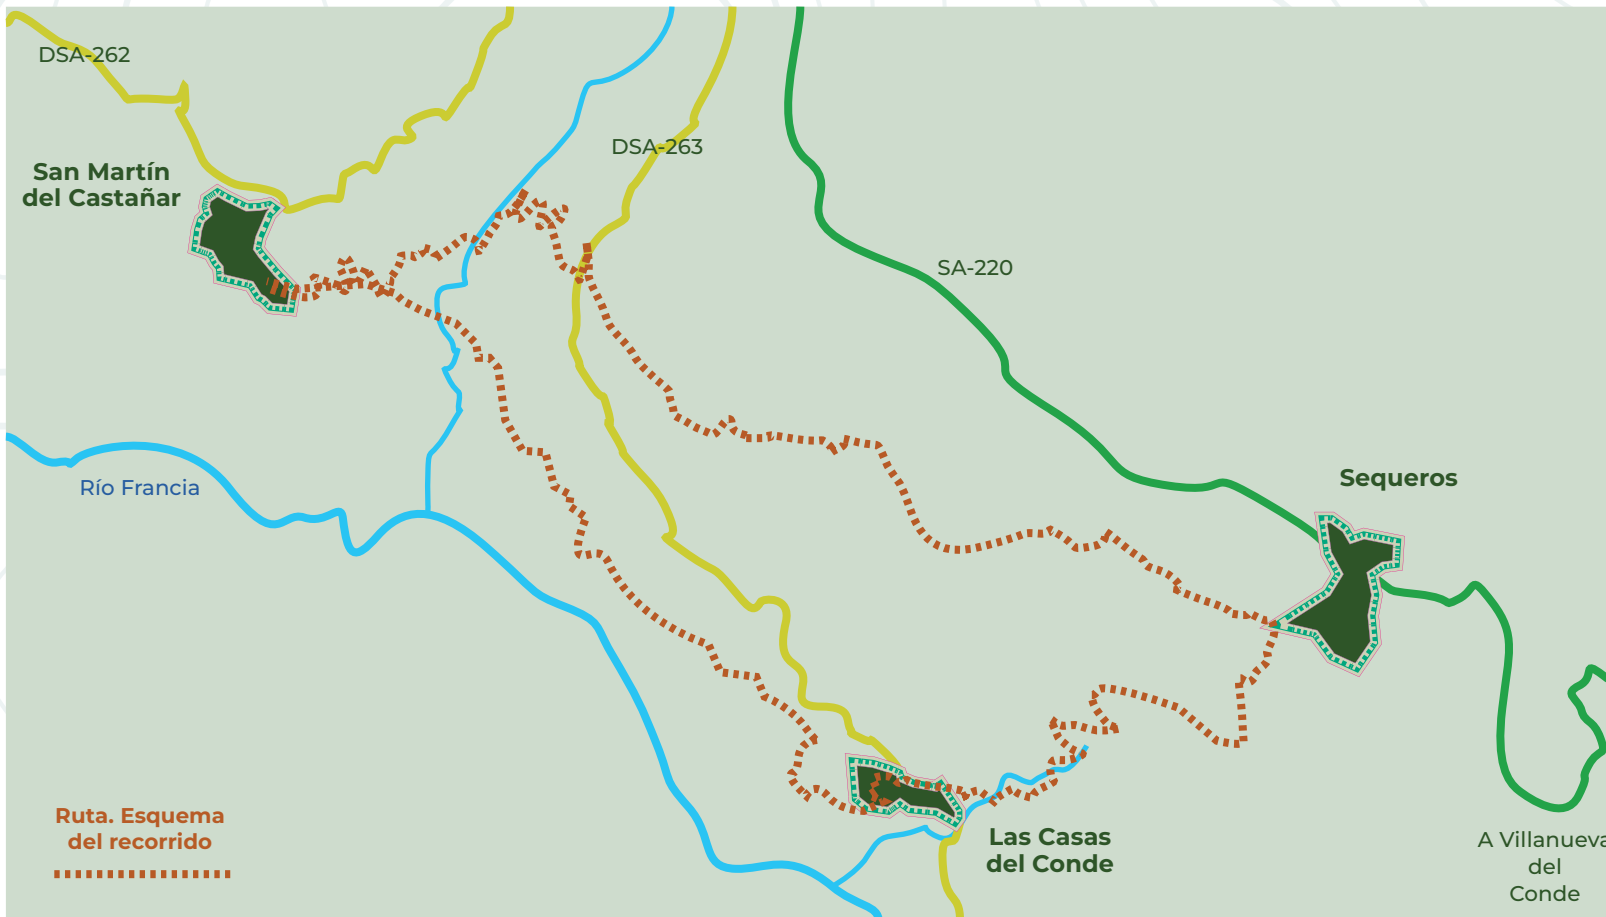 DSA-262
DSA-263
San Martín
del Castañar
SA-220
Sequeros
Río Francia
Ruta. Esquema
del recorrido
Las Casas
del Conde
A Villanueva
del
Conde